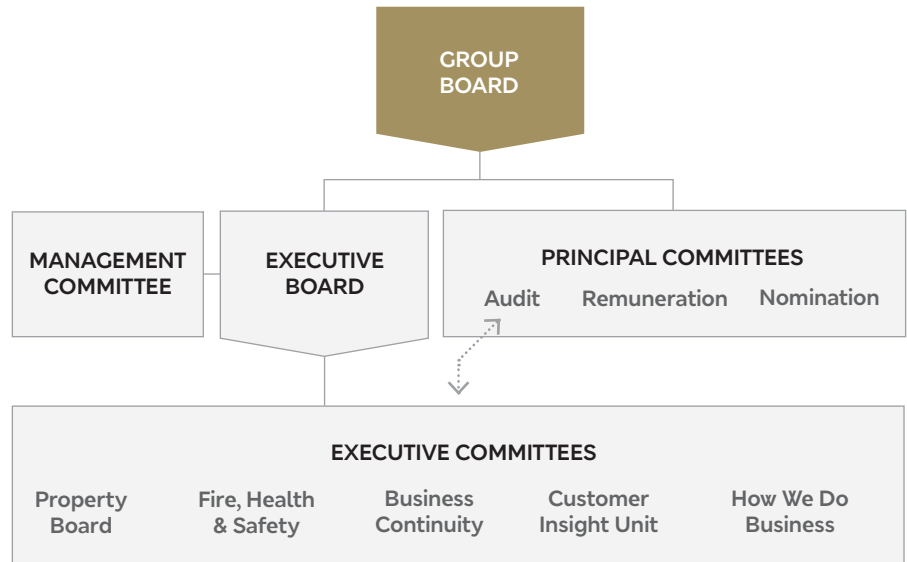 GROUP
BOARD
MANAGEMENT
COMMITTEE
EXECUTIVE
BOARD
PRINCIPAL COMMITTEES
Audit Remuneration Nomination
EXECUTIVE COMMITTEES
Property
Board
Fire, Health
& Safety
Business
Continuity
Customer
Insight Unit
How We Do
Business